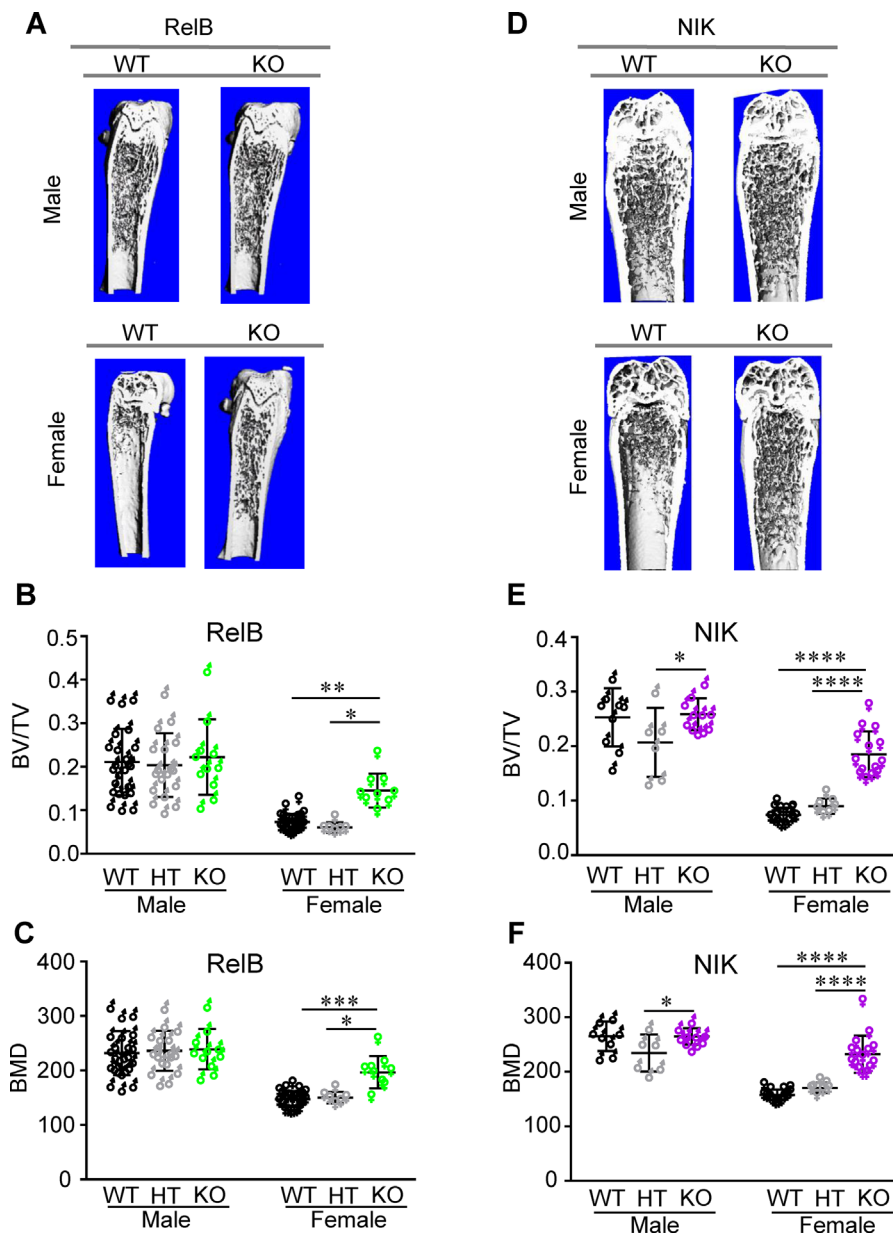 A
RelB
WT KO
Male
WT KO
Female
D
NIK
WT KO
Male
WT KO
Female
B
RelB
BV/TV
0.5
0.4
0.3
0.2
0.1
0.0
**
*
WT HT KO WT HT KO
Male Female
E
NIK
BV/TV
0.4
0.3
0.2
0.1
0.0
*
****
****
WT HT KO WT HT KO
Male Female
C
RelB
BMD
400
300
200
100
0
***
*
WT HT KO WT HT KO
Male Female
F
NIK
BMD
400
300
200
100
0
*
****
****
WT HT KO WT HT KO
Male Female